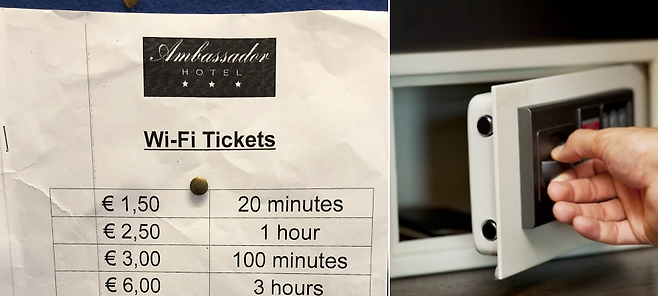 Ambassador
HOTEL
Wi-Fi Tickets
€ 1,50 20 minutes
€ 2,50 1 hour
€ 3,00 100 minutes
€ 6,00 3 hours